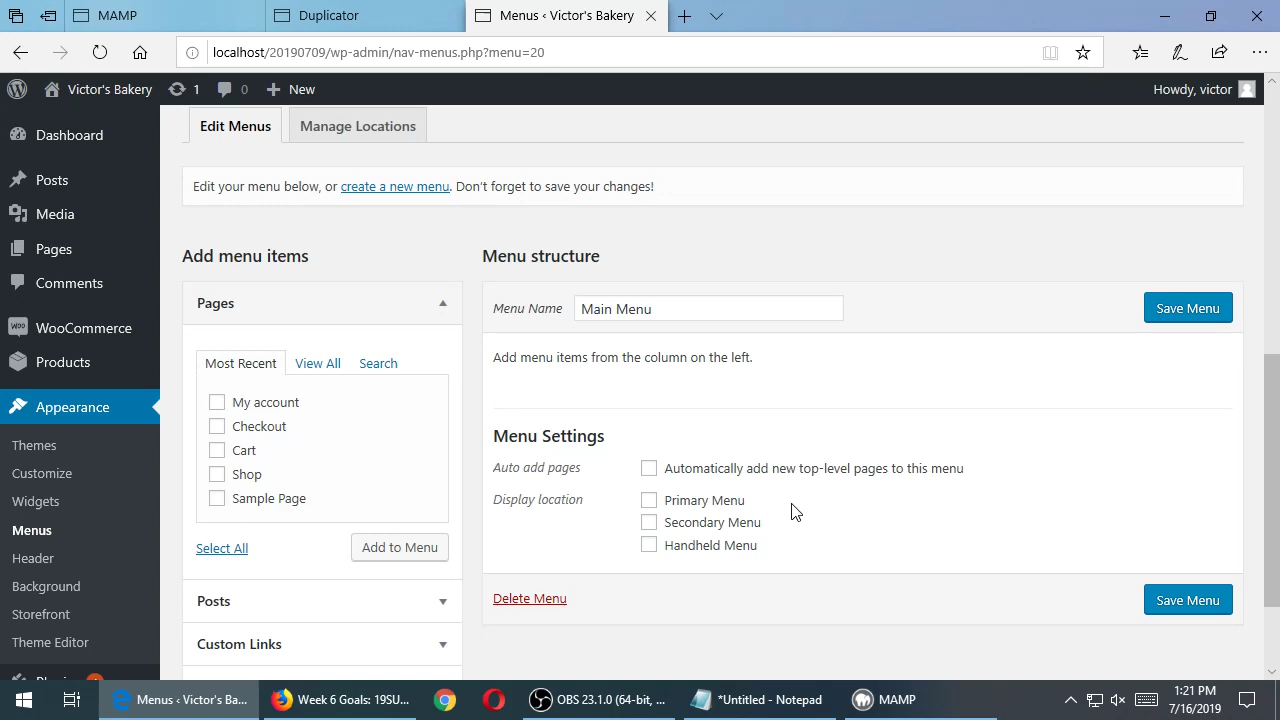 MAMP
Duplicator
Menus ‹ Victor's Bakery
localhost/20190709/wp-admin/nav-menus.php?menu=20
Victor's Bakery
1
0
New
Howdy, victor
Dashboard
Posts
Media
Pages
Comments
WooCommerce
Products
Appearance
Themes
Customize
Widgets
Menus
Header
Background
Storefront
Theme Editor
Edit Menus
Manage Locations
Edit your menu below, or create a new menu. Don't forget to save your changes!
Add menu items
Pages
Most Recent
View All
Search
My account
Checkout
Cart
Shop
Sample Page
Select All
Add to Menu
Posts
Custom Links
Menu structure
Menu Name
Main Menu
Save Menu
Add menu items from the column on the left.
Menu Settings
Auto add pages
Automatically add new top-level pages to this menu
Display location
Primary Menu
Secondary Menu
Handheld Menu
Delete Menu
Save Menu
Menus ‹ Victor's Ba...
Week 6 Goals: 19SU...
OBS 23.1.0 (64-bit, ...
*Untitled - Notepad
MAMP
1:21 PM
7/16/2019